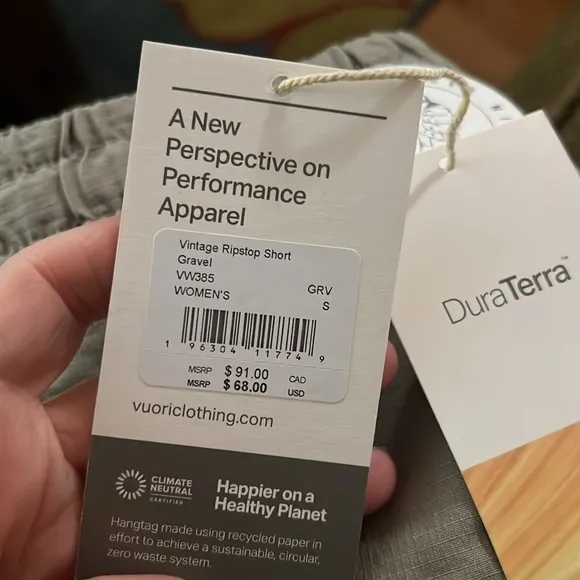 A New
Perspective on
Performance
Apparel
Vintage Ripstop Short
Gravel
VW385 GRV
WOMEN'S S
1 96304 11774 9
MSRP $ 91.00 CAD
MSRP $ 68.00 USD
vuoriclothing.com
CLIMATE
NEUTRAL
CERTIFIED
Happier on a
Healthy Planet
Hangtag made using recycled paper in
effort to achieve a sustainable, circular,
zero waste system.
DuraTerra™